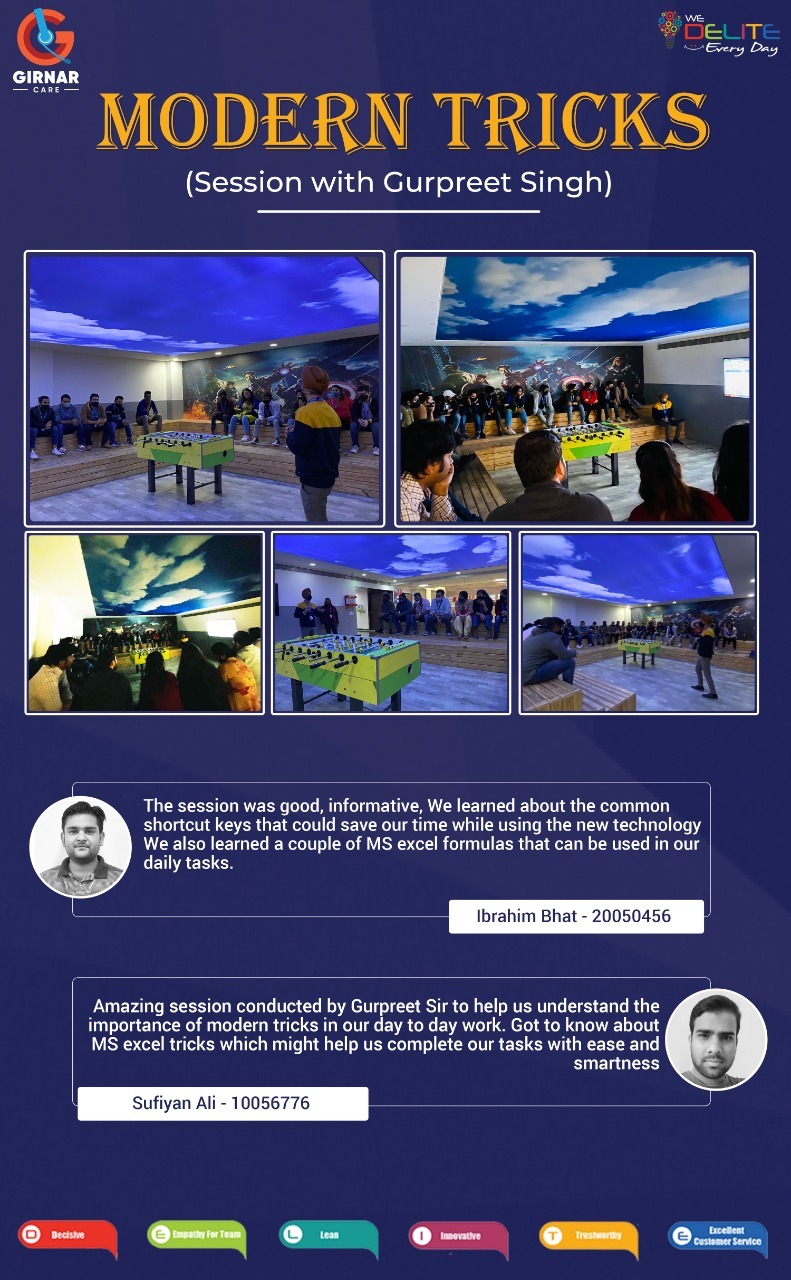 GIRNAR
CARE
WE
DELITE
Every Day
MODERN TRICKS
(Session with Gurpreet Singh)
The session was good, informative, We learned about the common
shortcut keys that could save our time while using the new technology
We also learned a couple of MS excel formulas that can be used in our
daily tasks.
Ibrahim Bhat - 20050456
Amazing session conducted by Gurpreet Sir to help us understand the
importance of modern tricks in our day to day work. Got to know about
MS excel tricks which might help us complete our tasks with ease and
smartness
Sufiyan Ali - 10056776
D Decisive
E Empathy For Team
L Lean
I Innovative
T Trustworthy
E Excellent
Customer Service